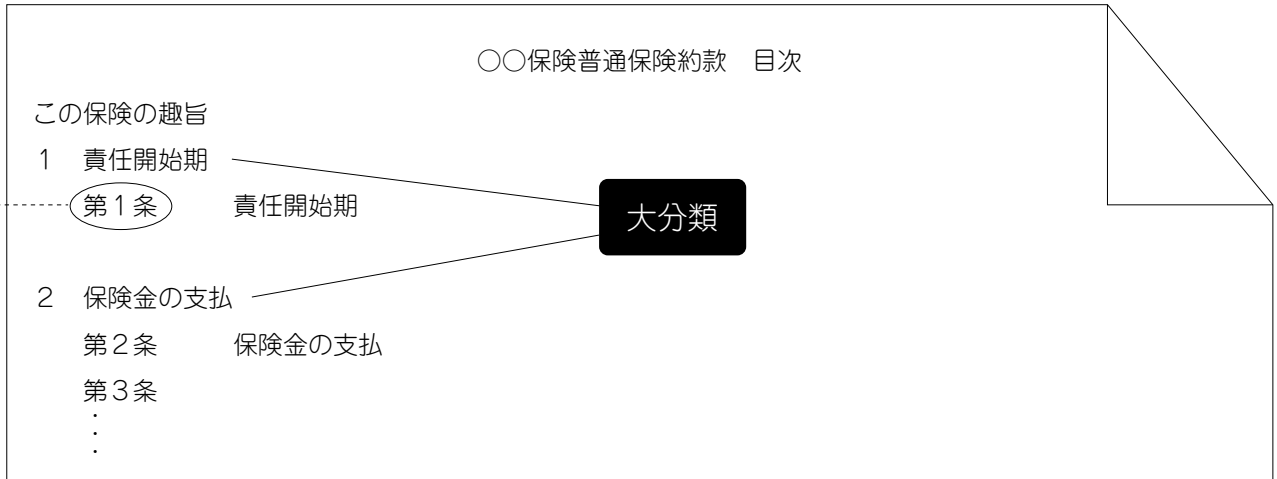 ○○保険普通保険約款　目次
この保険の趣旨
１　責任開始期
第１条　責任開始期
大分類
２　保険金の支払
第２条　保険金の支払
第３条